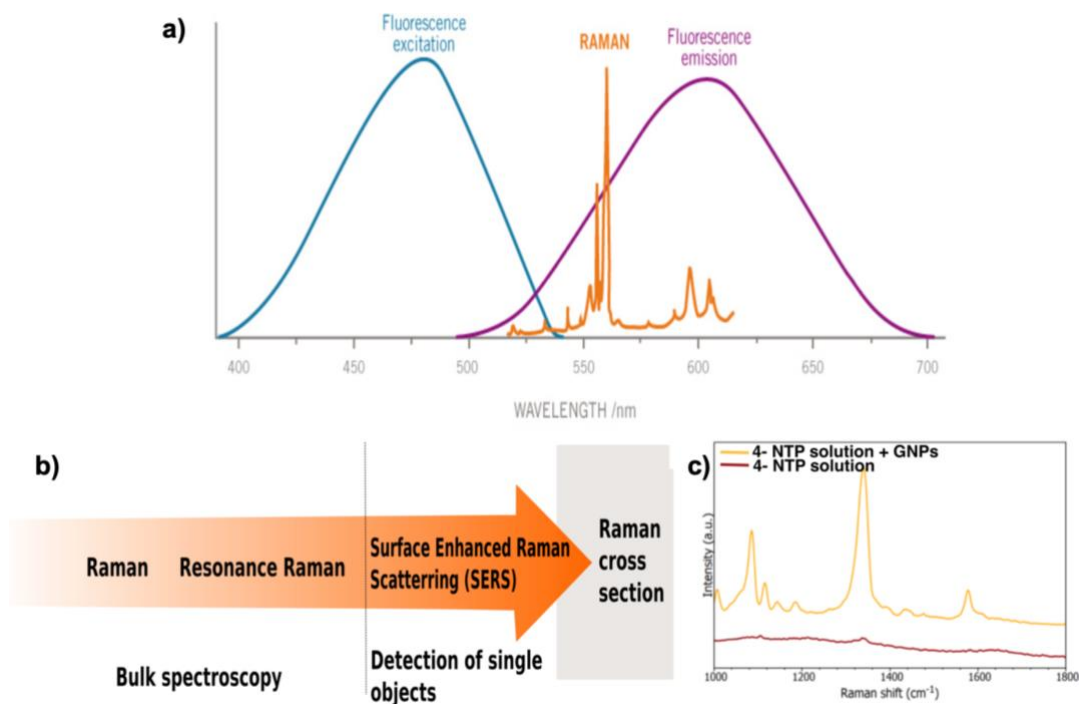 a)
Fluorescence
excitation
RAMAN
Fluorescence
emission
400
450
500
550
600
650
700
WAVELENGTH /nm
b)
Raman
Resonance Raman
Surface Enhanced Raman
Scatterring (SERS)
Raman
cross
section
Bulk spectroscopy
Detection of single
objects
c)
4- NTP solution + GNPs
4- NTP solution
Intensity (a.u.)
1000
1200
1400
1600
1800
Raman shift (cm⁻¹)